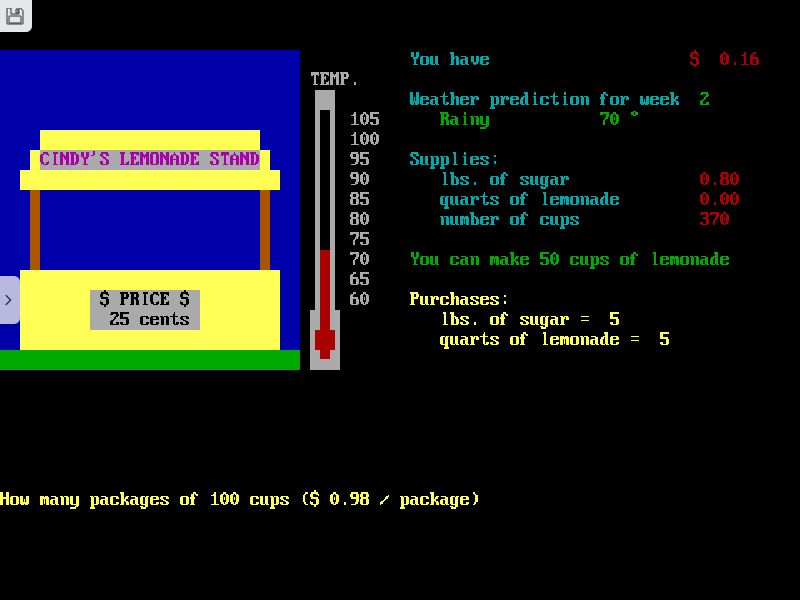 CINDY'S LEMONADE STAND
$ PRICE $
25 cents
TEMP.
105
100
95
90
85
80
75
70
65
60
You have $ 0.16
Weather prediction for week 2
Rainy 70 °
Supplies:
lbs. of sugar 0.80
quarts of lemonade 0.00
number of cups 370
You can make 50 cups of lemonade
Purchases:
lbs. of sugar = 5
quarts of lemonade = 5
How many packages of 100 cups ($ 0.98 / package)